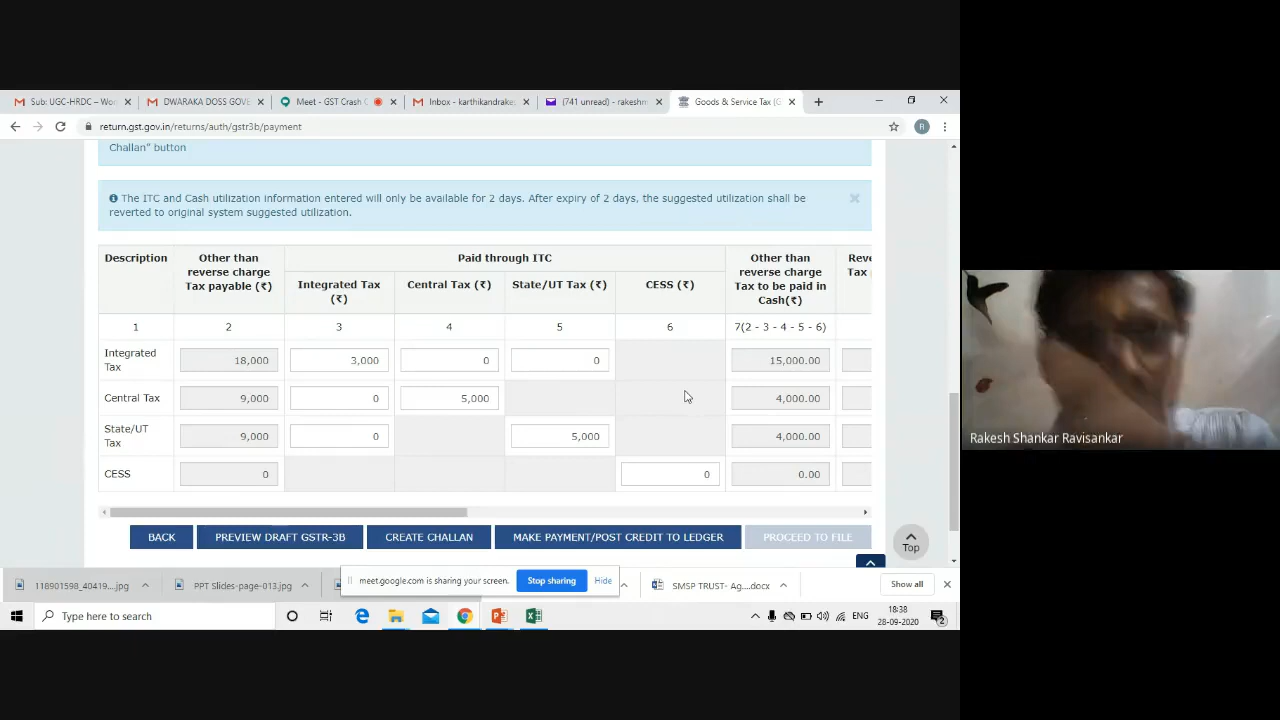 Sub: UGC-HRDC – Wor
DWARAKA DOSS GOVE
Meet - GST Crash C
Inbox - karthikandrake
(741 unread) - rakeshm
Goods & Service Tax (G
return.gst.gov.in/returns/auth/gstr3b/payment
R
Challan" button
The ITC and Cash utilization information entered will only be available for 2 days. After expiry of 2 days, the suggested utilization shall be
reverted to original system suggested utilization.
Description
Other than
reverse charge
Tax payable (₹)
Paid through ITC
Integrated Tax
(₹)
Central Tax (₹)
State/UT Tax (₹)
CESS (₹)
Other than
reverse charge
Tax to be paid in
Cash(₹)
Reve
Tax
1 2 3 4 5 6 7(2 - 3 - 4 - 5 - 6)
Integrated
Tax
18,000 3,000 0 0 15,000.00
Central Tax 9,000 0 5,000 4,000.00
State/UT
Tax
9,000 0 5,000 4,000.00
CESS 0 0 0.00
BACK PREVIEW DRAFT GSTR-3B CREATE CHALLAN MAKE PAYMENT/POST CREDIT TO LEDGER PROCEED TO FILE
Top
Rakesh Shankar Ravisankar
118901598_40419....jpg
PPT Slides-page-013.jpg
meet.google.com is sharing your screen. Stop sharing Hide
SMSP TRUST- Ag....docx
Show all
Type here to search
ENG
18:38
28-09-2020
2